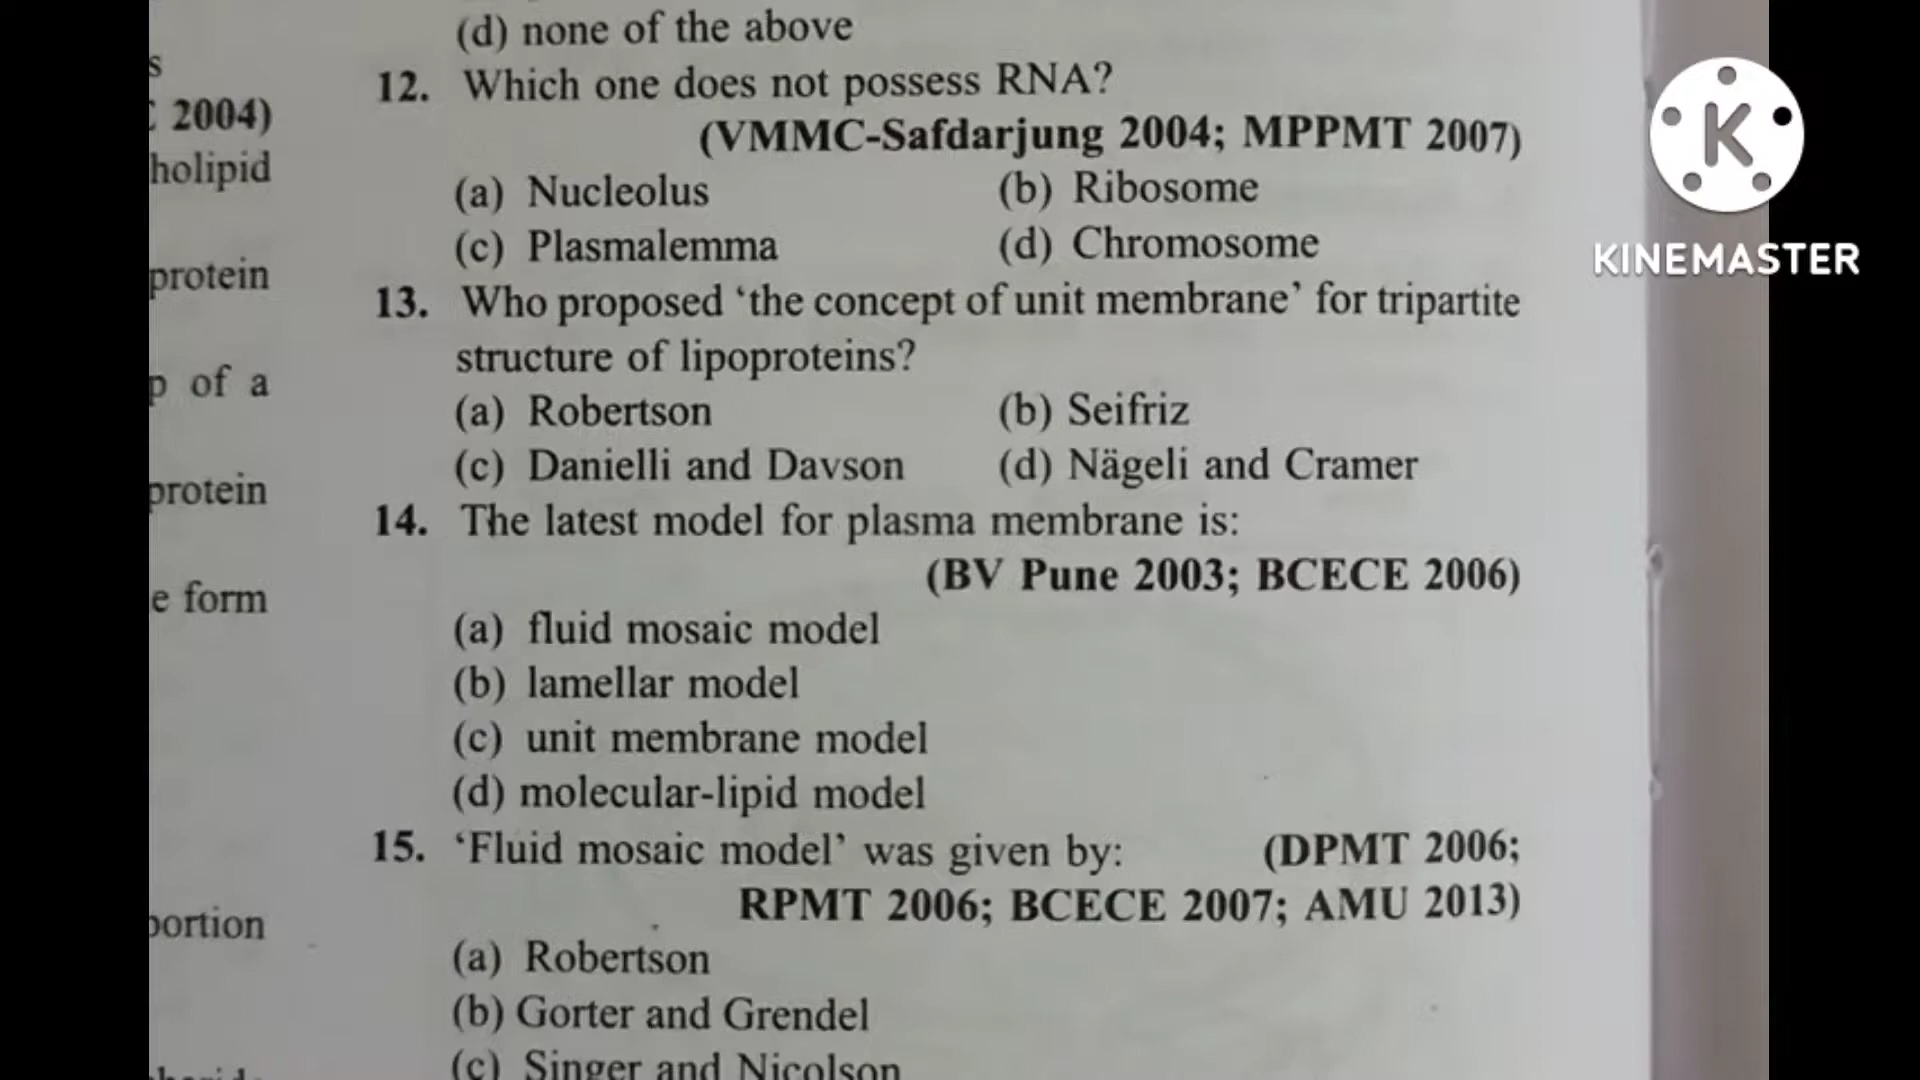 s
2004)
holipid
protein
p of a
protein
e form
portion
(d) none of the above
12. Which one does not possess RNA?
(VMMC-Safdarjung 2004; MPPMT 2007)
(a) Nucleolus (b) Ribosome
(c) Plasmalemma (d) Chromosome
13. Who proposed ‘the concept of unit membrane’ for tripartite
structure of lipoproteins?
(a) Robertson (b) Seifriz
(c) Danielli and Davson (d) Nägeli and Cramer
14. The latest model for plasma membrane is:
(BV Pune 2003; BCECE 2006)
(a) fluid mosaic model
(b) lamellar model
(c) unit membrane model
(d) molecular-lipid model
15. ‘Fluid mosaic model’ was given by: (DPMT 2006;
RPMT 2006; BCECE 2007; AMU 2013)
(a) Robertson
(b) Gorter and Grendel
(c) Singer and Nicolson
K
KINEMASTER